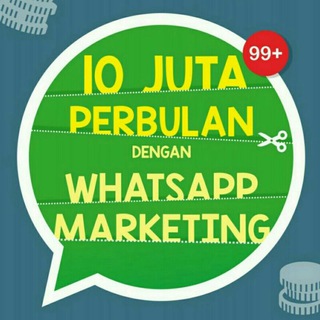 99+
10 JUTA
PERBULAN
DENGAN
WHATSAPP
MARKETING